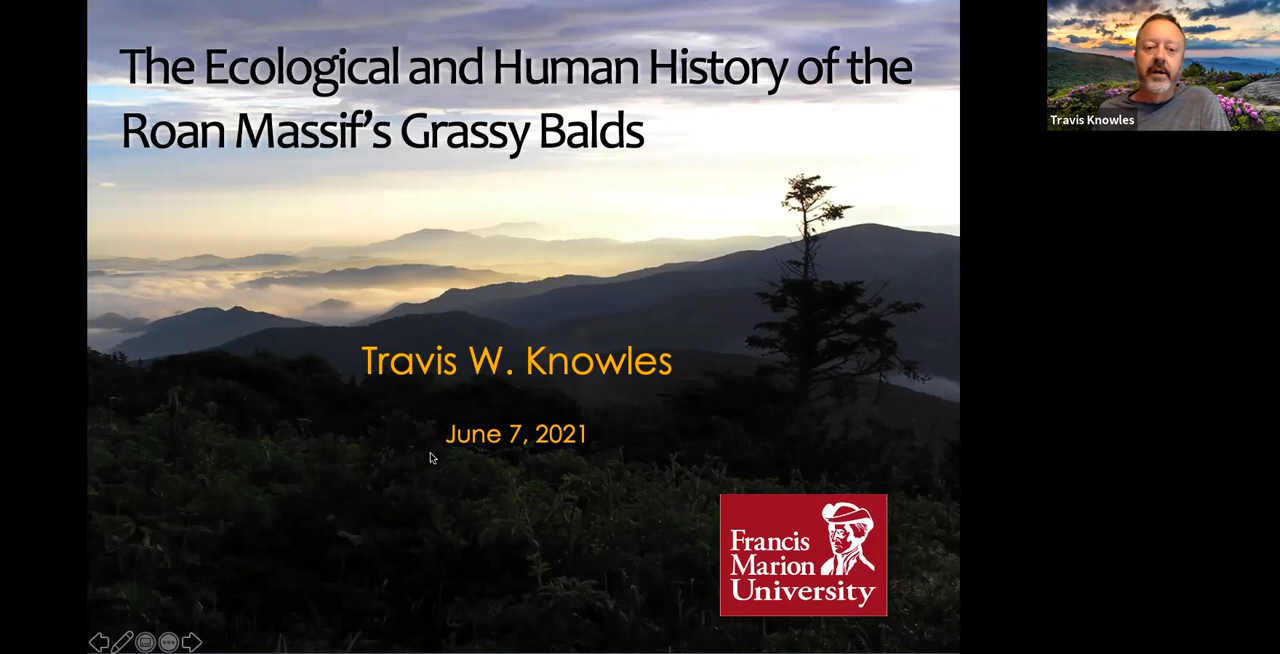 The Ecological and Human History of the
Roan Massif's Grassy Balds
Travis Knowles
Travis W. Knowles
June 7, 2021
Francis
Marion
University